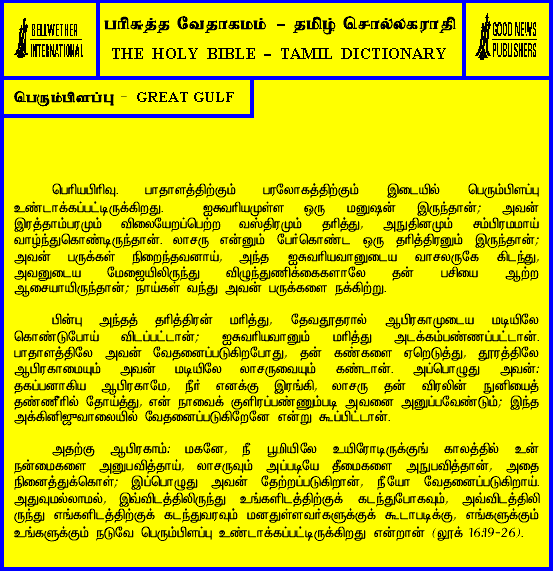 BELLWETHER
INTERNATIONAL
பரிசுத்த வேதாகமம் - தமிழ் சொல்லகராதி
THE HOLY BIBLE - TAMIL DICTIONARY
GOOD NEWS
PUBLISHERS
பெரும்பிளப்பு - GREAT GULF
பெரியபிரிவு. பாதாளத்திற்கும் பரலோகத்திற்கும் இடையில் பெரும்பிளப்பு
உண்டாக்கப்பட்டிருக்கிறது. ஐசுவரியமுள்ள ஒரு மனுஷன் இருந்தான்; அவன்
இரத்தாம்பரமும் விலையேறப்பெற்ற வஸ்திரமும் தரித்து, அநுதினமும் சம்பிரமமாய்
வாழ்ந்துகொண்டிருந்தான். லாசரு என்னும் பேர்கொண்ட ஒரு தரித்திரனும் இருந்தான்;
அவன் பருக்கள் நிறைந்தவனாய், அந்த ஐசுவரியவானுடைய வாசலருகே கிடந்து,
அவனுடைய மேஜையிலிருந்து விழுந்துணிக்கைகளாலே தன் பசியை ஆற்ற
ஆசையாயிருந்தான்; நாய்கள் வந்து அவன் பருக்களை நக்கிற்று.
பின்பு அந்தத் தரித்திரன் மரித்து, தேவதூதரால் ஆபிரகாமுடைய மடியிலே
கொண்டுபோய் விடப்பட்டான்; ஐசுவரியவானும் மரித்து அடக்கம்பண்ணப்பட்டான்.
பாதாளத்திலே அவன் வேதனைப்படுகிறபோது, தன் கண்களை ஏறெடுத்து, தூரத்திலே
ஆபிரகாமையும் அவன் மடியிலே லாசருவையும் கண்டான். அப்பொழுது அவன்:
தகப்பனாகிய ஆபிரகாமே, நீர் எனக்கு இரங்கி, லாசரு தன் விரலின் நுனியைத்
தண்ணீரில் தோய்த்து, என் நாவைக் குளிரப்பண்ணும்படி அவனை அனுப்பவேண்டும்; இந்த
அக்கினிஜுவாலையில் வேதனைப்படுகிறேனே என்று கூப்பிட்டான்.
அதற்கு ஆபிரகாம்: மகனே, நீ பூமியிலே உயிரோடிருக்குங் காலத்தில் உன்
நன்மைகளை அனுபவித்தாய், லாசருவும் அப்படியே தீமைகளை அநுபவித்தான், அதை
நினைத்துக்கொள்; இப்பொழுது அவன் தேற்றப்படுகிறான், நீயோ வேதனைப்படுகிறாய்.
அதுவுமல்லாமல், இவ்விடத்திலிருந்து உங்களிடத்திற்குக் கடந்துபோகவும், அவ்விடத்திலி
ருந்து எங்களிடத்திற்குக் கடந்துவரவும் மனதுள்ளவர்களுக்குக் கூடாபடிக்கு, எங்களுக்கும்
உங்களுக்கும் நடுவே பெரும்பிளப்பு உண்டாக்கப்பட்டிருக்கிறது என்றான் (லூக் 16:19-26).